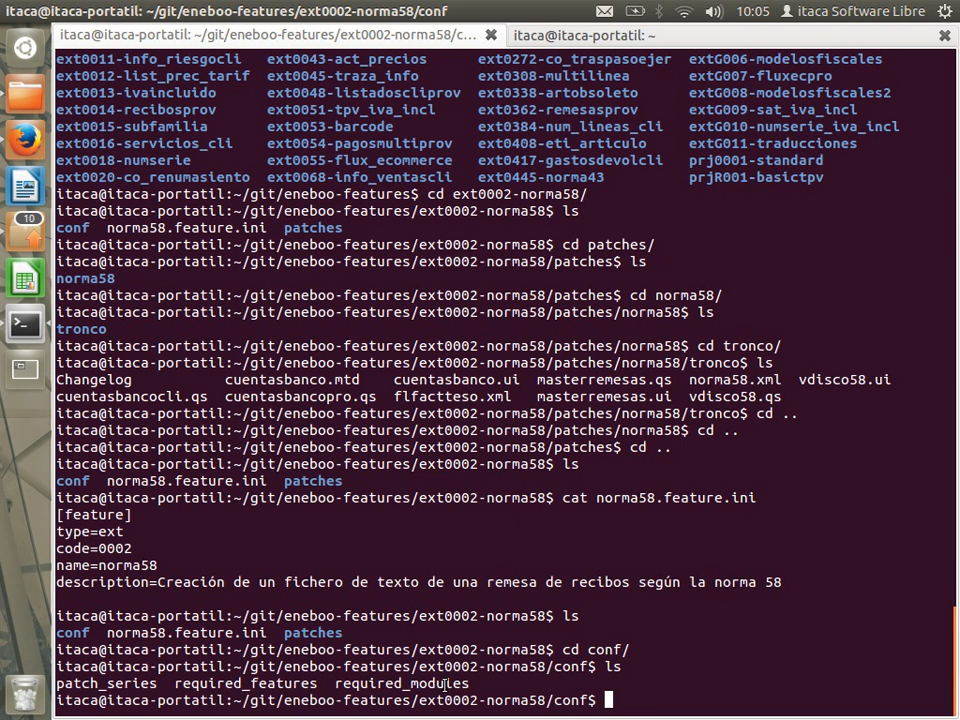 itaca@itaca-portatil: ~/git/eneboo-features/ext0002-norma58/conf
10:05 itaca Software Libre
itaca@itaca-portatil: ~/git/eneboo-features/ext0002-norma58/c...
itaca@itaca-portatil: ~
ext0011-info_riesgocli ext0043-act_precios ext0272-co_traspasoejer extG006-modelosfiscales
ext0012-list_prec_tarif ext0045-traza_info ext0308-multilinea extG007-fluxecpro
ext0013-ivaincluido ext0048-listadoscliprov ext0338-artobsoleto extG008-modelosfiscales2
ext0014-recibosprov ext0051-tpv_iva_incl ext0362-remesasprov extG009-sat_iva_incl
ext0015-subfamilia ext0053-barcode ext0384-num_lineas_cli extG010-numserie_iva_incl
ext0016-servicios_cli ext0054-pagosmultiprov ext0408-eti_articulo extG011-traducciones
ext0018-numserie ext0055-flux_ecommerce ext0417-gastosdevolcli prj0001-standard
ext0020-co_renumasiento ext0068-info_ventascli ext0445-norma43 prjR001-basictpv
itaca@itaca-portatil:~/git/eneboo-features$ cd ext0002-norma58/
itaca@itaca-portatil:~/git/eneboo-features/ext0002-norma58$ ls
conf norma58.feature.ini patches
itaca@itaca-portatil:~/git/eneboo-features/ext0002-norma58$ cd patches/
itaca@itaca-portatil:~/git/eneboo-features/ext0002-norma58/patches$ ls
norma58
itaca@itaca-portatil:~/git/eneboo-features/ext0002-norma58/patches$ cd norma58/
itaca@itaca-portatil:~/git/eneboo-features/ext0002-norma58/patches/norma58$ ls
tronco
itaca@itaca-portatil:~/git/eneboo-features/ext0002-norma58/patches/norma58$ cd tronco/
itaca@itaca-portatil:~/git/eneboo-features/ext0002-norma58/patches/norma58/tronco$ ls
Changelog cuentasbanco.mtd cuentasbanco.ui masterremesas.qs norma58.xml vdisco58.ui
cuentasbancocli.qs cuentasbancopro.qs flfactteso.xml masterremesas.ui vdisco58.qs
itaca@itaca-portatil:~/git/eneboo-features/ext0002-norma58/patches/norma58/tronco$ cd ..
itaca@itaca-portatil:~/git/eneboo-features/ext0002-norma58/patches/norma58$ cd ..
itaca@itaca-portatil:~/git/eneboo-features/ext0002-norma58/patches$ cd ..
itaca@itaca-portatil:~/git/eneboo-features/ext0002-norma58$ ls
conf norma58.feature.ini patches
itaca@itaca-portatil:~/git/eneboo-features/ext0002-norma58$ cat norma58.feature.ini
[feature]
type=ext
code=0002
name=norma58
description=Creación de un fichero de texto de una remesa de recibos según la norma 58
itaca@itaca-portatil:~/git/eneboo-features/ext0002-norma58$ ls
conf norma58.feature.ini patches
itaca@itaca-portatil:~/git/eneboo-features/ext0002-norma58$ cd conf/
itaca@itaca-portatil:~/git/eneboo-features/ext0002-norma58/conf$ ls
patch_series required_features required_modules
itaca@itaca-portatil:~/git/eneboo-features/ext0002-norma58/conf$
10